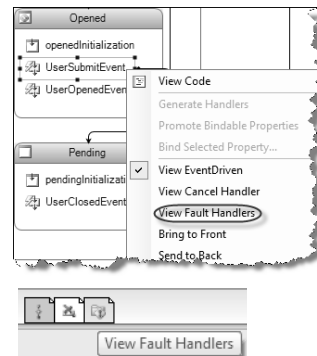 Opened
openedInitialization
UserSubmitEvent
UserOpenedEven
View Code
Generate Handlers
Promote Bindable Properties
Bind Selected Property...
Pending
pendingInitializati
UserClosedEvent
View EventDriven
View Cancel Handler
View Fault Handlers
Bring to Front
Send to Back
View Fault Handlers